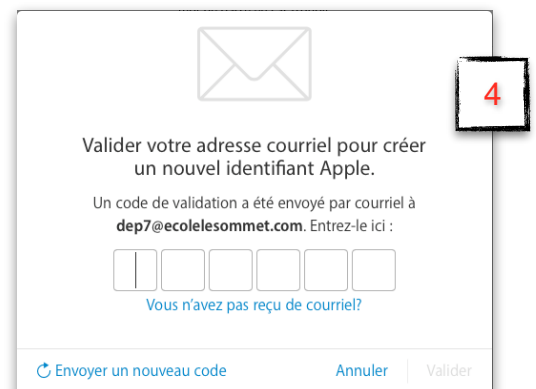 4
Valider votre adresse courriel pour créer
un nouvel identifiant Apple.
Un code de validation a été envoyé par courriel à
dep7@ecolelesommet.com. Entrez-le ici :
Vous n'avez pas reçu de courriel?
Envoyer un nouveau code
Annuler
Valider